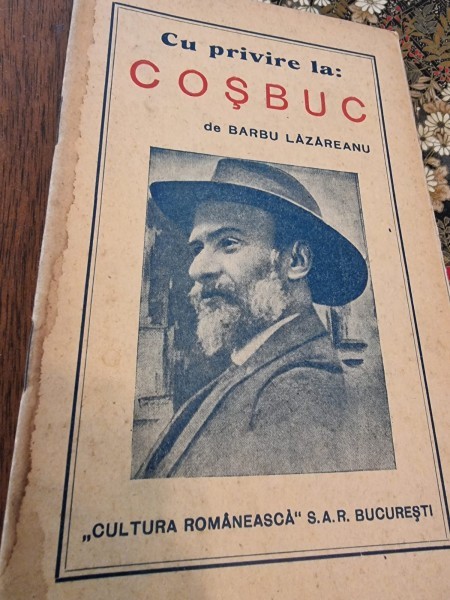 Cu privire la:
COŞBUC
de BARBU LĂZĂREANU
„CULTURA ROMÂNEASCĂ“ S.A.R. BUCUREŞTI